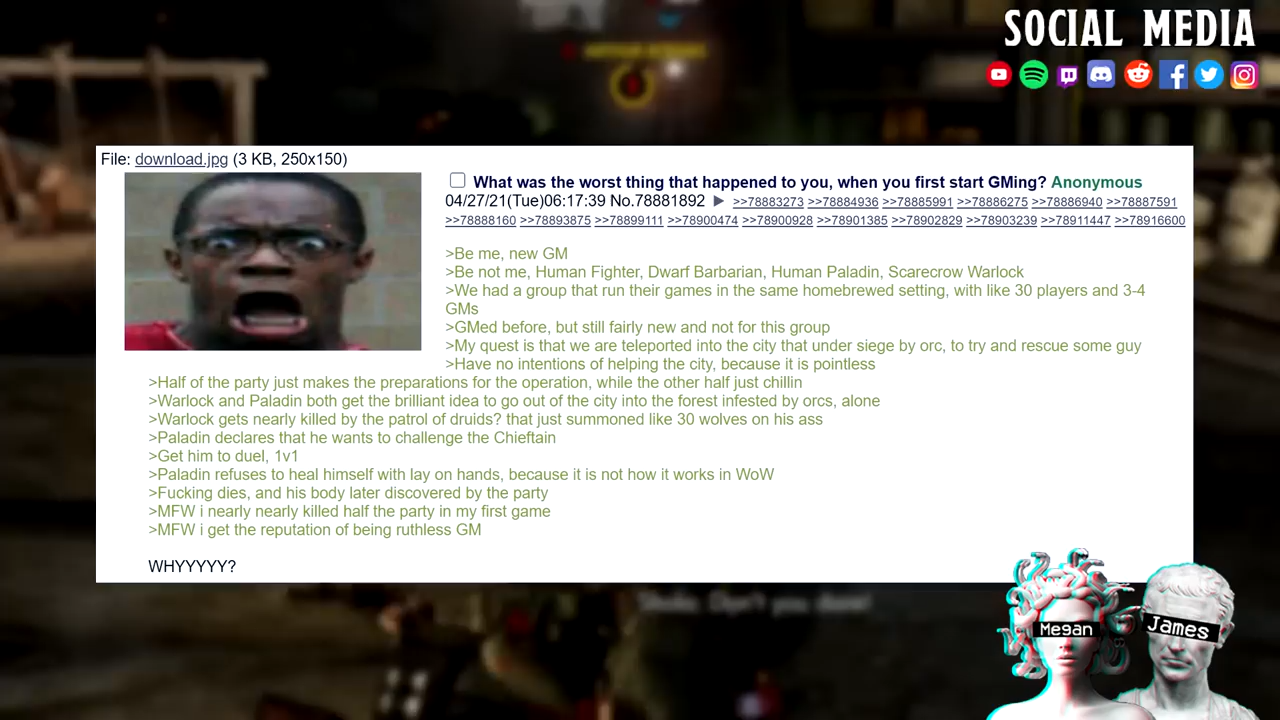 SOCIAL MEDIA
File: download.jpg (3 KB, 250x150)
What was the worst thing that happened to you, when you first start GMing? Anonymous
04/27/21(Tue)06:17:39 No.78881892 ▶ >>78883273 >>78884936 >>78885991 >>78886275 >>78886940 >>78887591
>>78888160 >>78893875 >>78899111 >>78900474 >>78900928 >>78901385 >>78902829 >>78903239 >>78911447 >>78916600
>Be me, new GM
>Be not me, Human Fighter, Dwarf Barbarian, Human Paladin, Scarecrow Warlock
>We had a group that run their games in the same homebrewed setting, with like 30 players and 3-4
GMs
>GMed before, but still fairly new and not for this group
>My quest is that we are teleported into the city that under siege by orc, to try and rescue some guy
>Have no intentions of helping the city, because it is pointless
>Half of the party just makes the preparations for the operation, while the other half just chillin
>Warlock and Paladin both get the brilliant idea to go out of the city into the forest infested by orcs, alone
>Warlock gets nearly killed by the patrol of druids? that just summoned like 30 wolves on his ass
>Paladin declares that he wants to challenge the Chieftain
>Get him to duel, 1v1
>Paladin refuses to heal himself with lay on hands, because it is not how it works in WoW
>Fucking dies, and his body later discovered by the party
>MFW i nearly nearly killed half the party in my first game
>MFW i get the reputation of being ruthless GM
WHYYYYY?
Don't you dare!
Megan
James